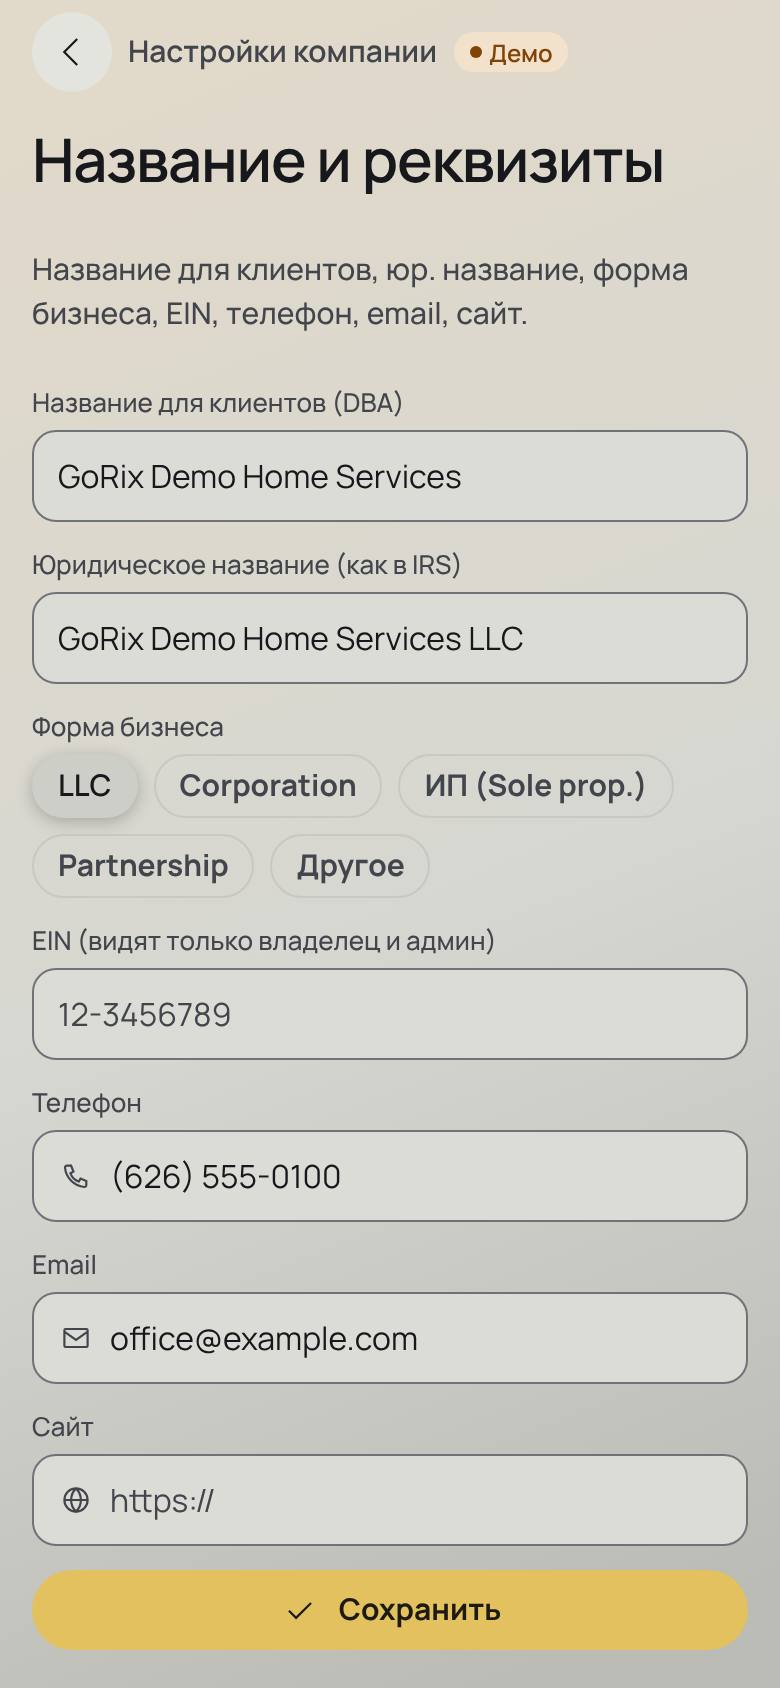 Настройки компании
Демо
Название и реквизиты
Название для клиентов, юр. название, форма
бизнеса, EIN, телефон, email, сайт.
Название для клиентов (DBA)
GoRix Demo Home Services
Юридическое название (как в IRS)
GoRix Demo Home Services LLC
Форма бизнеса
LLC Corporation ИП (Sole prop.)
Partnership Другое
EIN (видят только владелец и админ)
12-3456789
Телефон
(626) 555-0100
Email
office@example.com
Сайт
https://
Сохранить